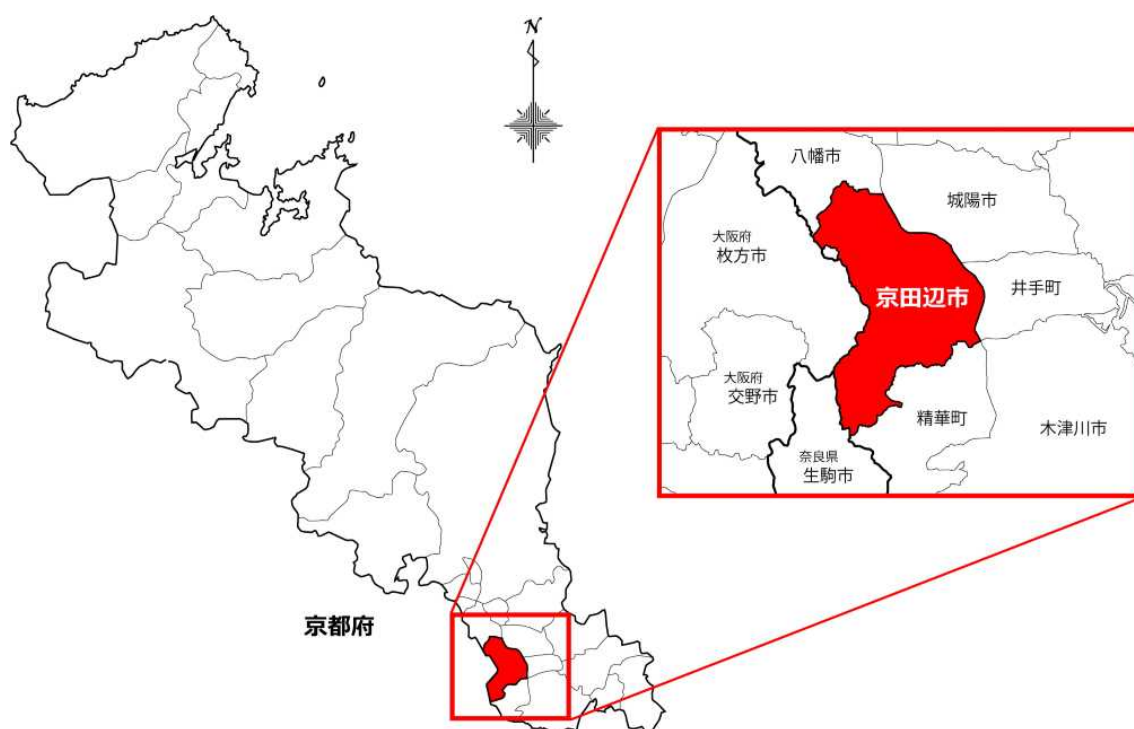 N
八幡市
城陽市
大阪府
枚方市
京田辺市
井手町
大阪府
交野市
精華町
木津川市
奈良県
生駒市
京都府